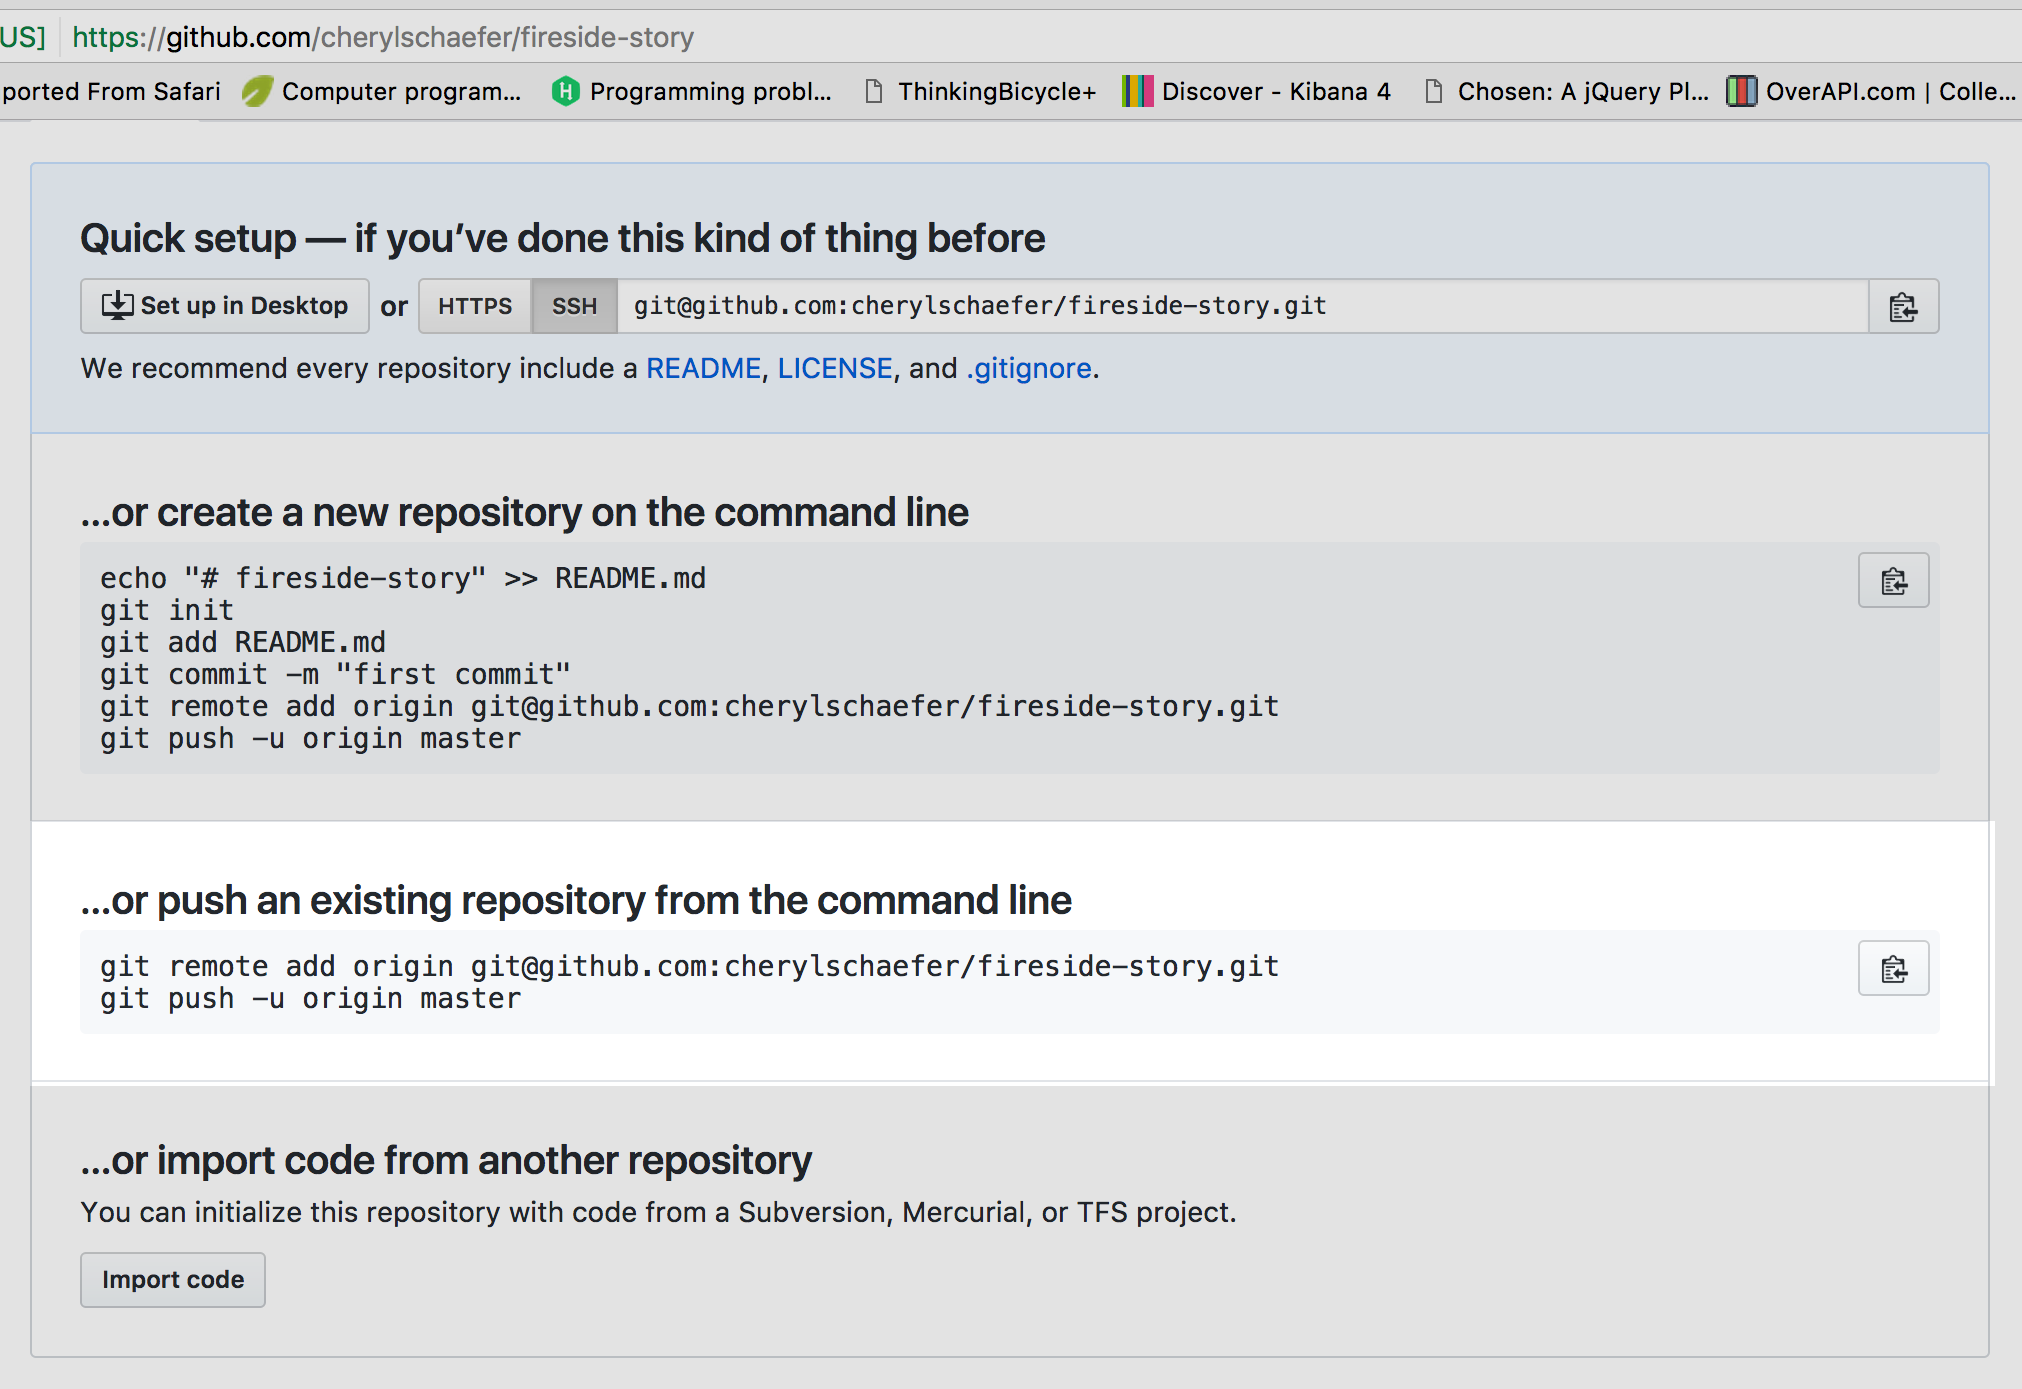 US] https://github.com/cherylschaefer/fireside-story
ported From Safari Computer program... Programming probl... ThinkingBicycle+ Discover - Kibana 4 Chosen: A jQuery Pl... OverAPI.com | Colle...
Quick setup — if you've done this kind of thing before
Set up in Desktop or HTTPS SSH git@github.com:cherylschaefer/fireside-story.git
We recommend every repository include a README, LICENSE, and .gitignore.
...or create a new repository on the command line
echo "# fireside-story" >> README.md
git init
git add README.md
git commit -m "first commit"
git remote add origin git@github.com:cherylschaefer/fireside-story.git
git push -u origin master
...or push an existing repository from the command line
git remote add origin git@github.com:cherylschaefer/fireside-story.git
git push -u origin master
...or import code from another repository
You can initialize this repository with code from a Subversion, Mercurial, or TFS project.
Import code